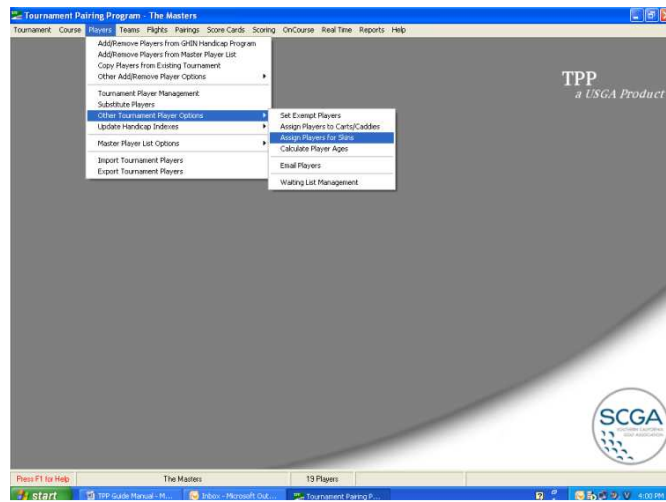 Tournament Pairing Program - The Masters
Tournament Course Players Teams Flights Pairings Score Cards Scoring OnCourse Real Time Reports Help
Add/Remove Players from GHIN Handicap Program
Add/Remove Players from Master Player List
Copy Players from Existing Tournament
Other Add/Remove Player Options
Tournament Player Management
Substitute Players
Other Tournament Player Options
Update Handicap Indexes
Master Player List Options
Import Tournament Players
Export Tournament Players
Set Exempt Players
Assign Players to Carts/Caddies
Assign Players for Skins
Calculate Player Ages
Email Players
Waiting List Management
TPP
a USGA Product
SCGA
SOUTHERN CALIFORNIA
GOLF ASSOCIATION
Press F1 for Help The Masters 19 Players
start TPP Guide Manual - M... Inbox - Microsoft Out... Tournament Pairing P... 4:00 PM